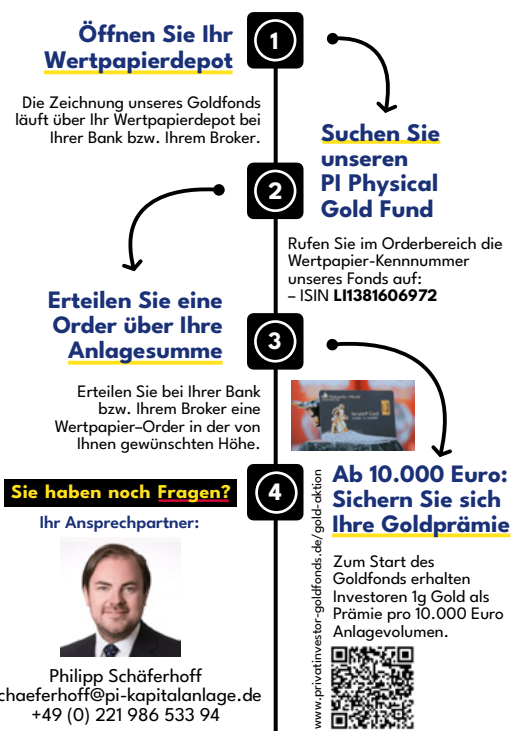 Öffnen Sie Ihr
Wertpapierdepot
1
Die Zeichnung unseres Goldfonds
läuft über Ihr Wertpapierdepot bei
Ihrer Bank bzw. Ihrem Broker.
Suchen Sie
unseren
PI Physical
Gold Fund
2
Rufen Sie im Orderbereich die
Wertpapier-Kennnummer
unseres Fonds auf:
– ISIN LI1381606972
Erteilen Sie eine
Order über Ihre
Anlagesumme
3
Erteilen Sie bei Ihrer Bank
bzw. Ihrem Broker eine
Wertpapier–Order in der von
Ihnen gewünschten Höhe.
4
Ab 10.000 Euro:
Sichern Sie sich
Ihre Goldprämie
Zum Start des
Goldfonds erhalten
Investoren 1g Gold als
Prämie pro 10.000 Euro
Anlagevolumen.
www.privatinvestor-goldfonds.de/gold-aktion
Sie haben noch Fragen?
Ihr Ansprechpartner:
Philipp Schäferhoff
chaeferhoff@pi-kapitalanlage.de
+49 (0) 221 986 533 94